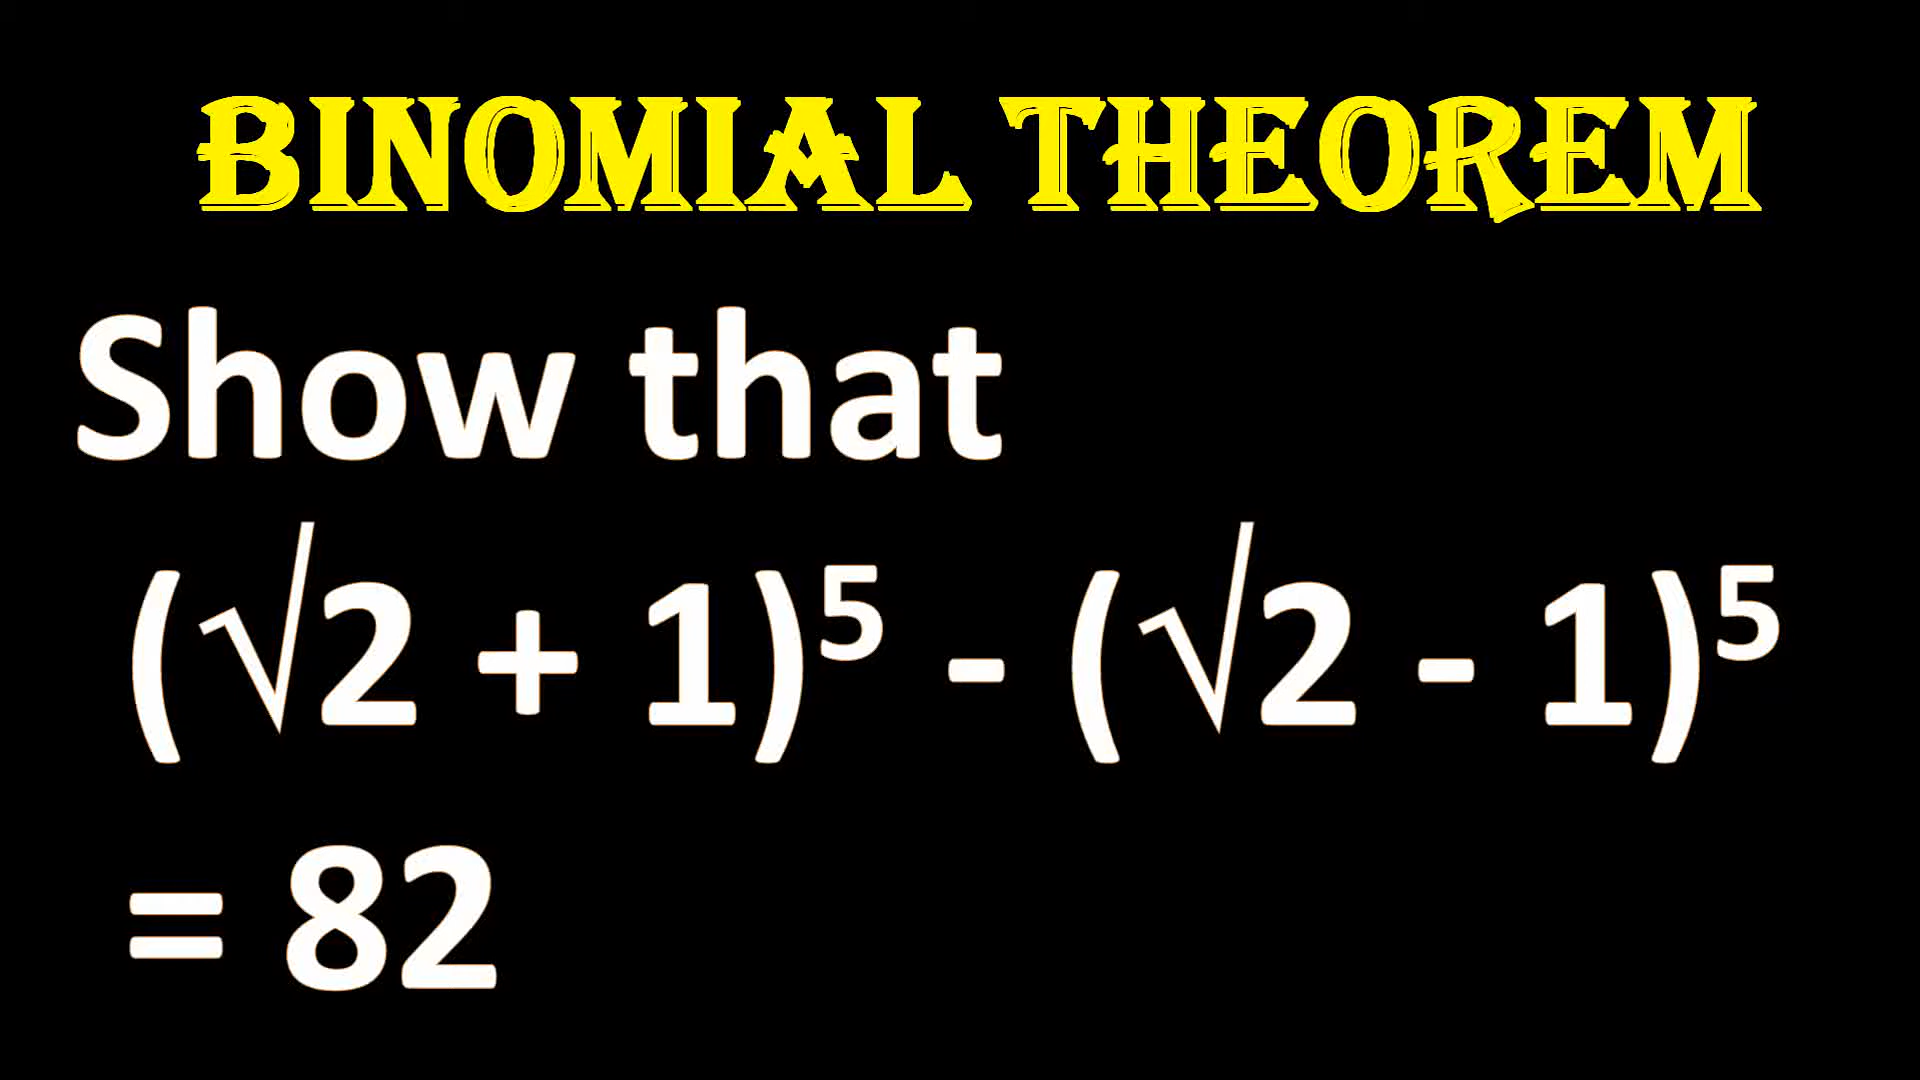 BINOMIAL THEOREM
Show that
(√2 + 1)⁵ - (√2 - 1)⁵
= 82